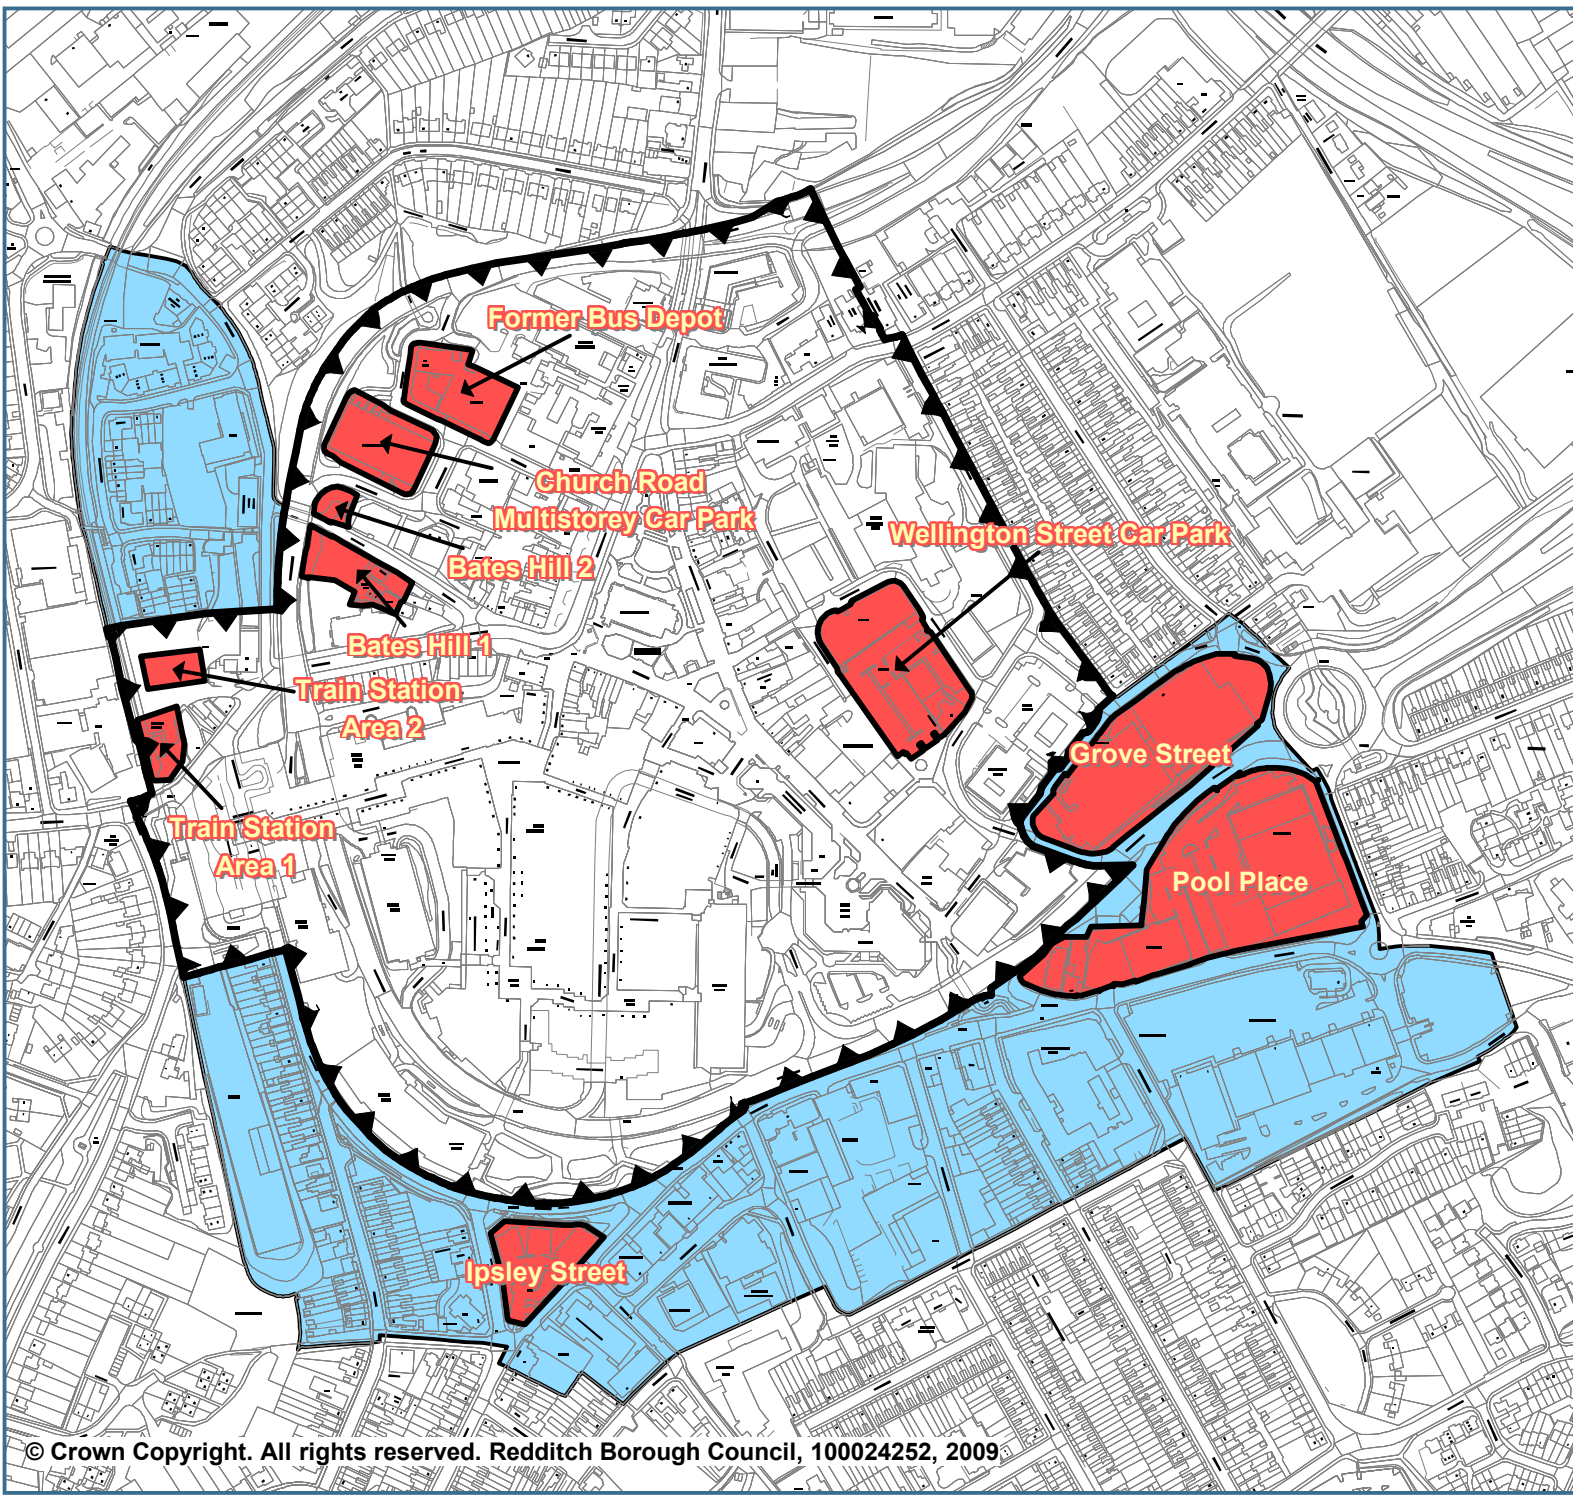 Former Bus Depot
Church Road
Multistorey Car Park
Wellington Street Car Park
Bates Hill 2
Bates Hill 1
Train Station
Area 2
Grove Street
Train Station
Area 1
Pool Place
Ipsley Street
© Crown Copyright. All rights reserved. Redditch Borough Council, 100024252, 2009